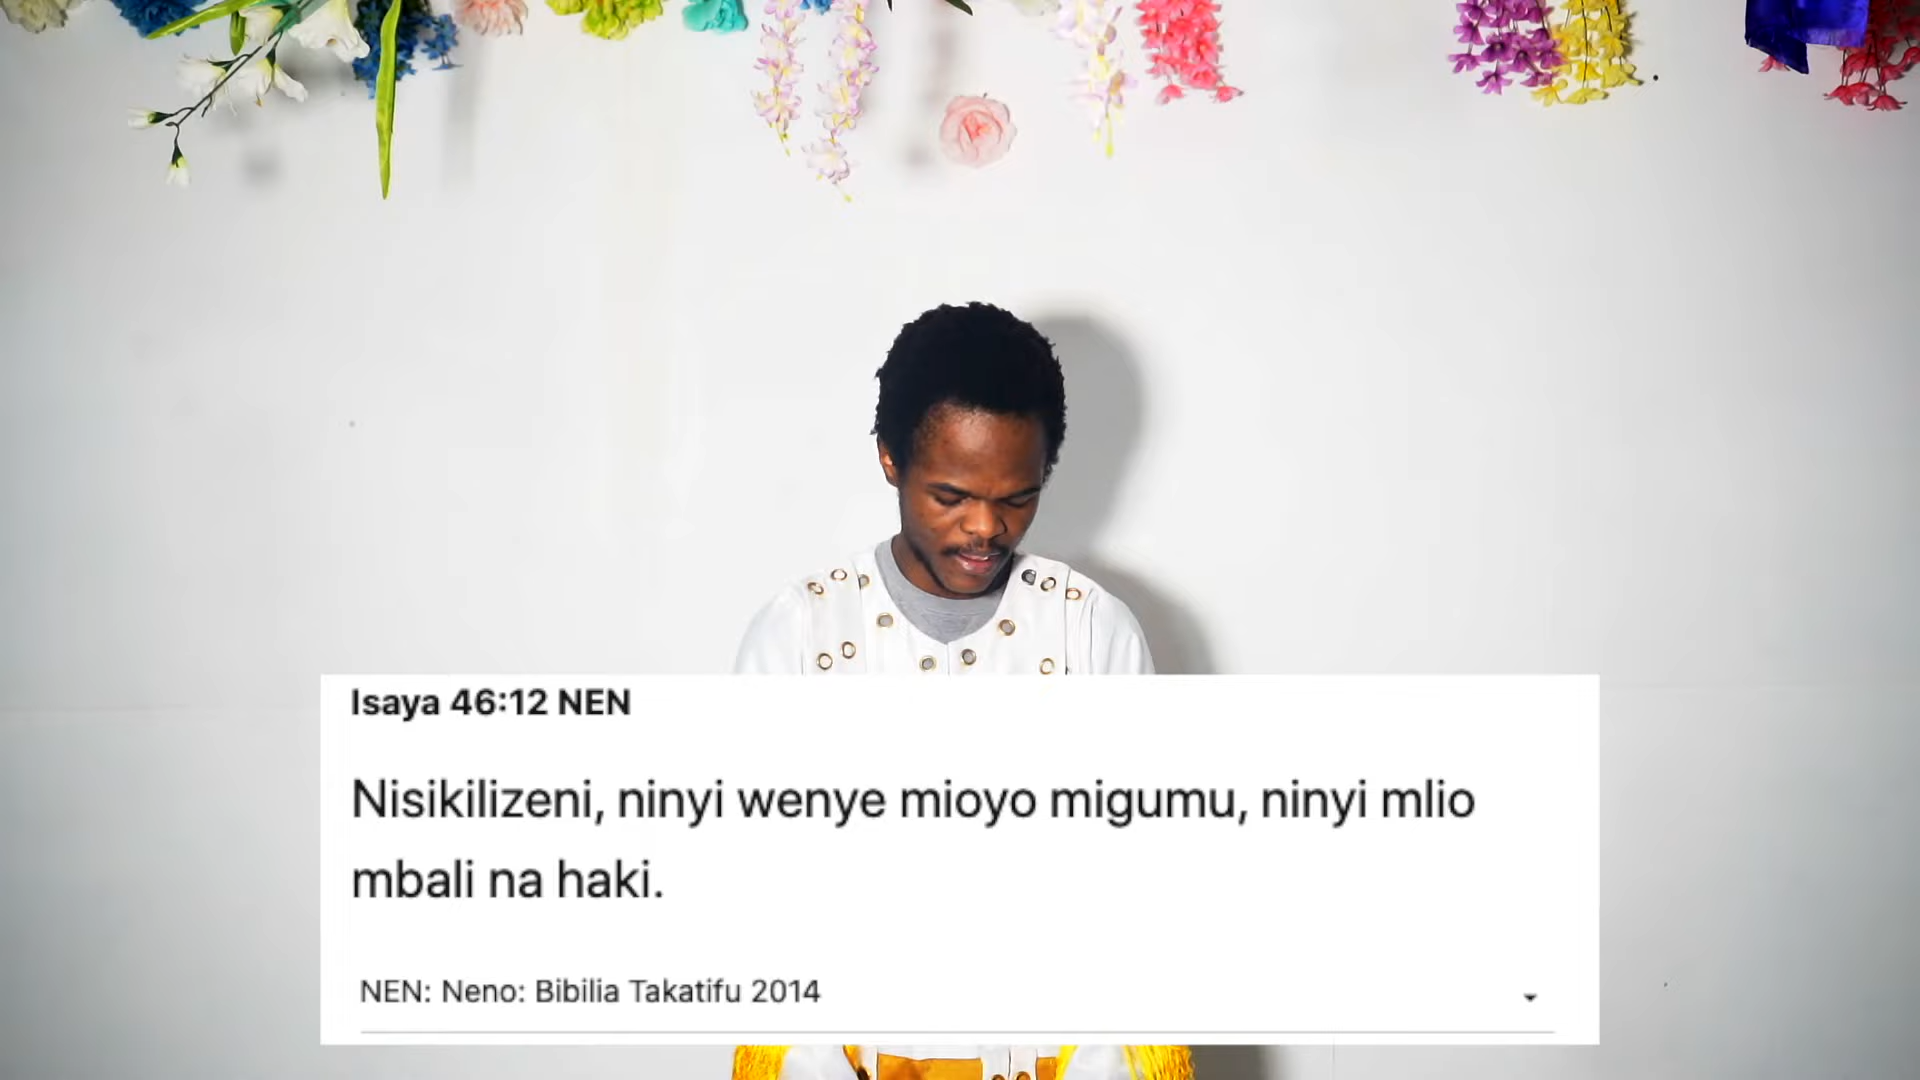 Isaya 46:12 NEN
Nisikilizeni, ninyi wenye mioyo migumu, ninyi mlio
mbali na haki.
NEN: Neno: Bibilia Takatifu 2014